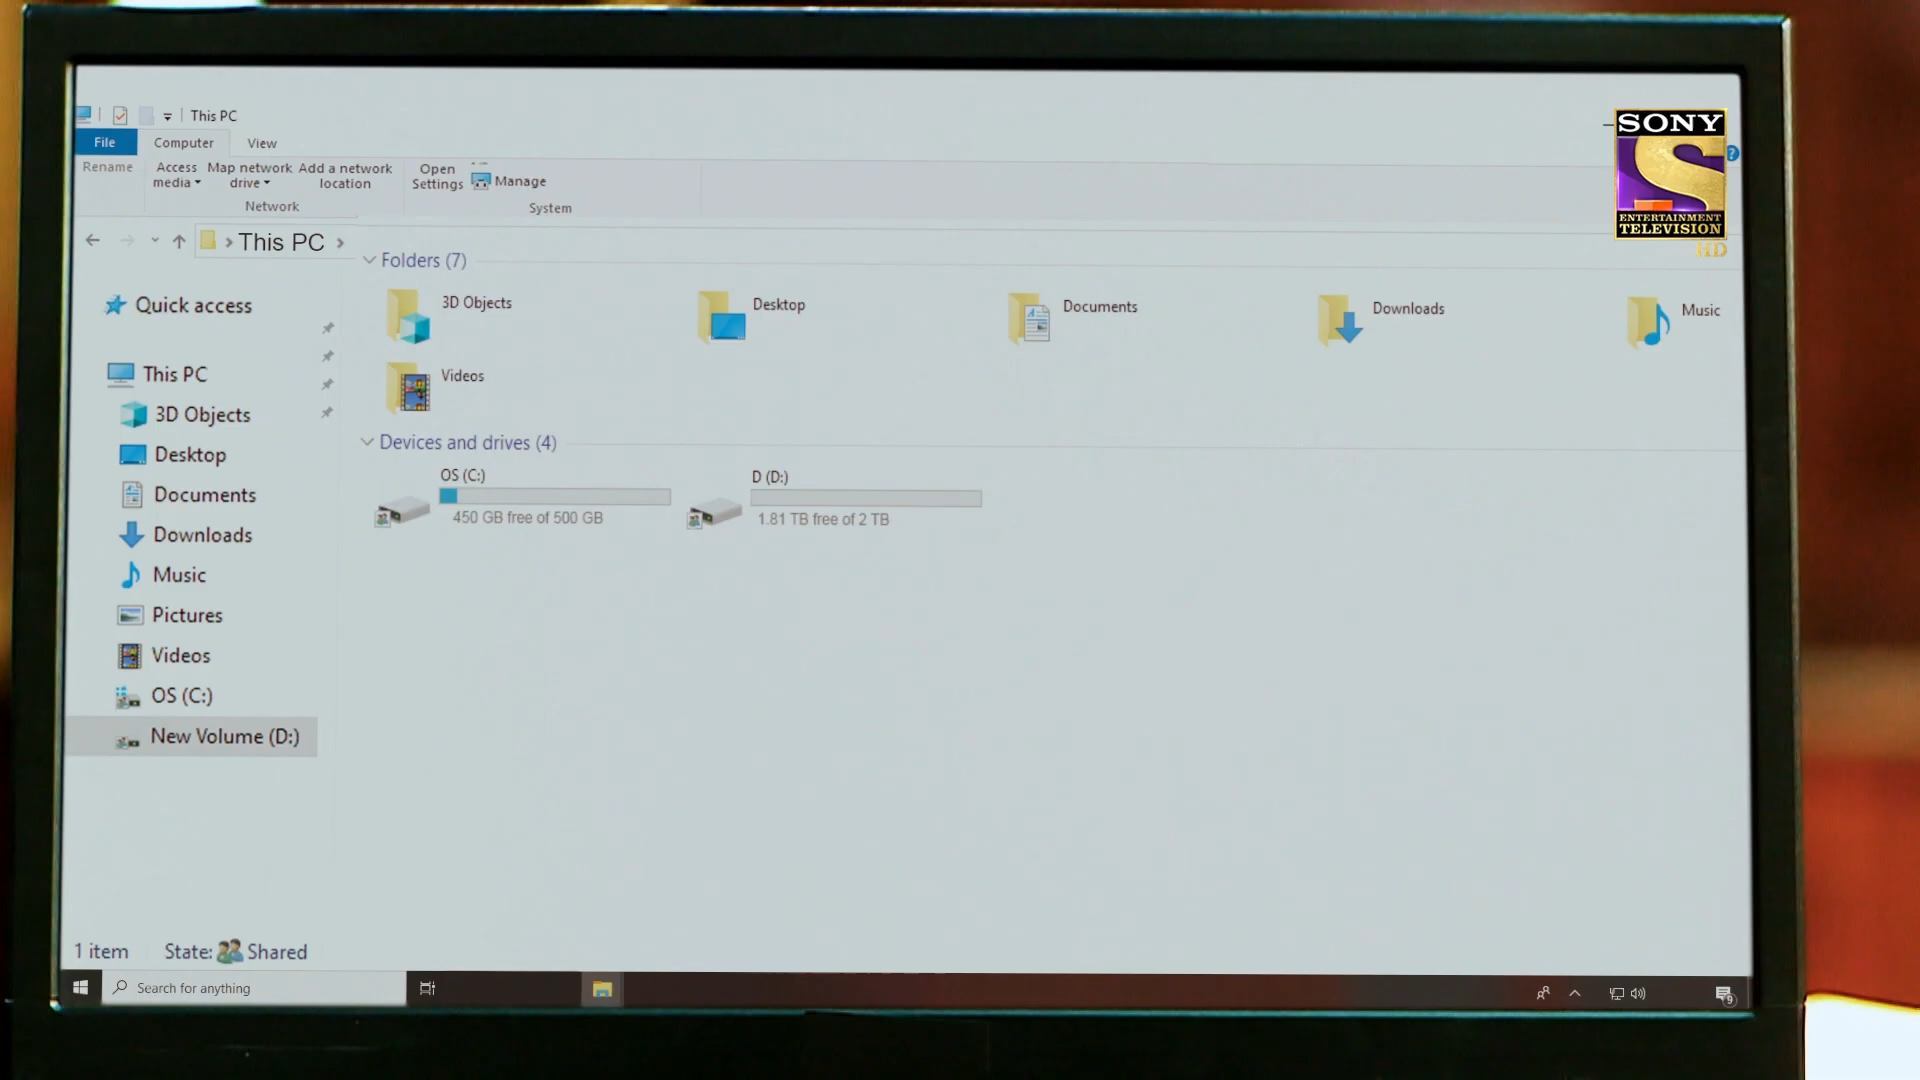 This PC
File Computer View
Rename
Access media
Map network drive
Add a network location
Network
Open Settings
Manage
System
SONY
ENTERTAINMENT
TELEVISION
HD
?
This PC
Folders (7)
3D Objects
Desktop
Documents
Downloads
Music
Videos
Devices and drives (4)
OS (C:)
450 GB free of 500 GB
D (D:)
1.81 TB free of 2 TB
Quick access
This PC
3D Objects
Desktop
Documents
Downloads
Music
Pictures
Videos
OS (C:)
New Volume (D:)
1 item State: Shared
Search for anything
9